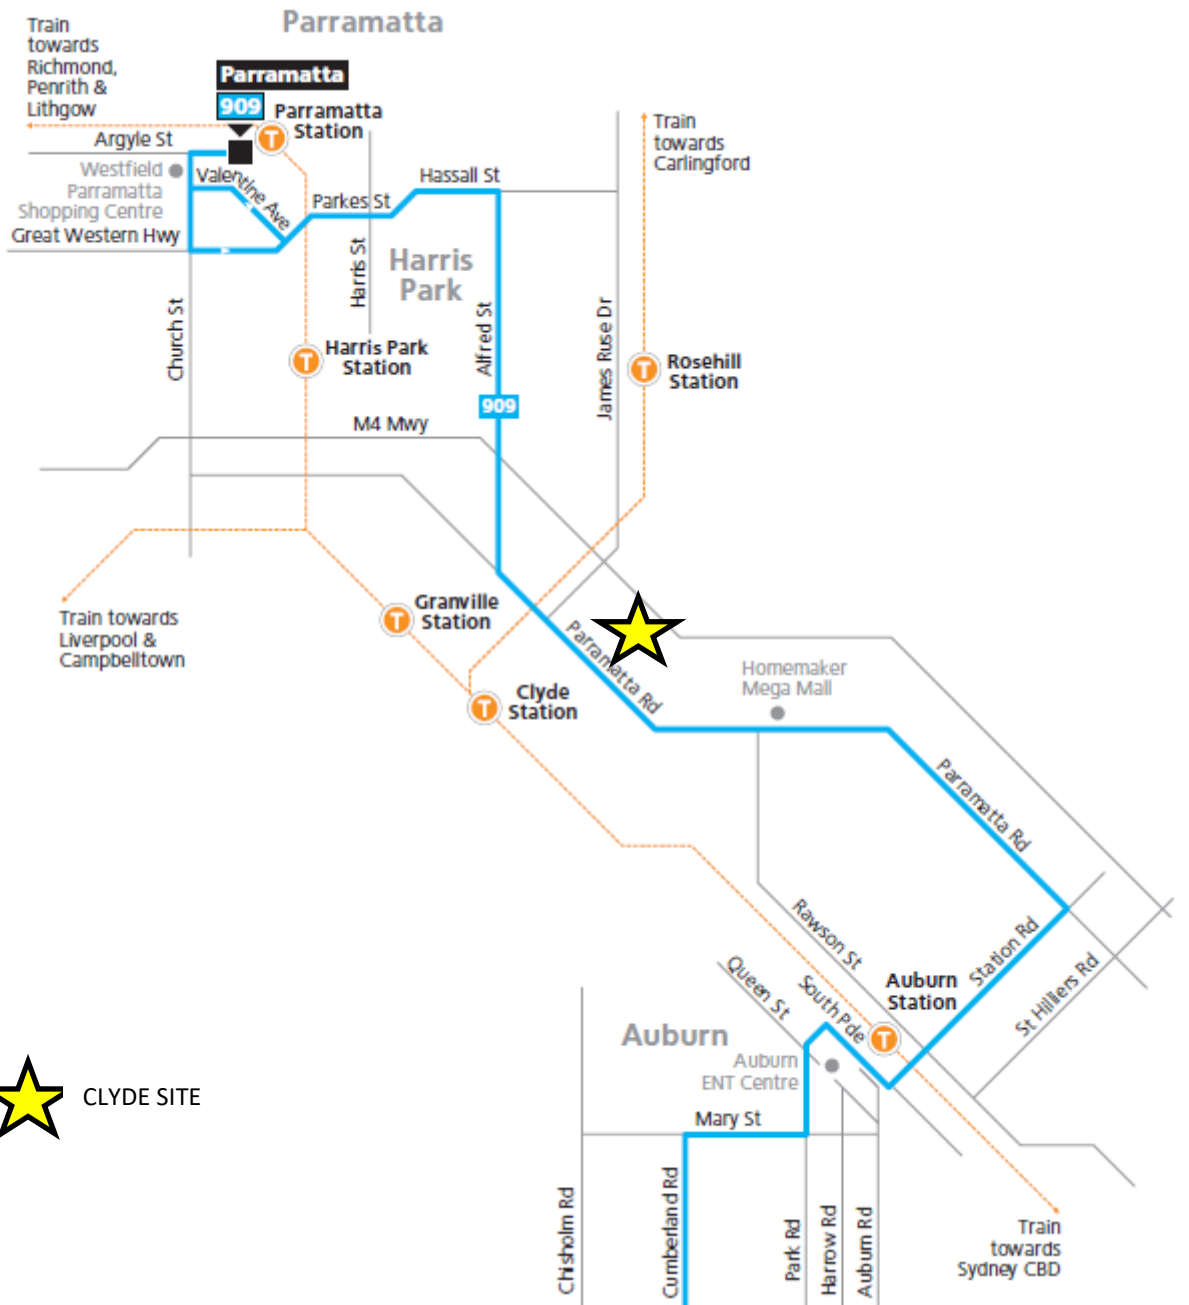 Parramatta
Train
towards
Richmond,
Penrith &
Lithgow
Parramatta
909
Parramatta
Station
Argyle St
Westfield
Parramatta
Shopping Centre
Valentine Ave
Great Western Hwy
Parkes St
Hassall St
Train
towards
Carlingford
Harris St
Harris
Park
Church St
Alfred St
James Ruse Dr
Harris Park
Station
Rosehill
Station
909
M4 Mwy
Train towards
Liverpool &
Campbelltown
Granville
Station
Clyde
Station
Parramatta Rd
Homemaker
Mega Mall
Parramatta Rd
Rawson St
Station Rd
St Hilliers Rd
Queen St
South Pde
Auburn
Station
Auburn
Auburn
ENT Centre
CLYDE SITE
Mary St
Chisholm Rd
Cumberland Rd
Park Rd
Harrow Rd
Auburn Rd
Train
towards
Sydney CBD
T
T
T
T
T
T